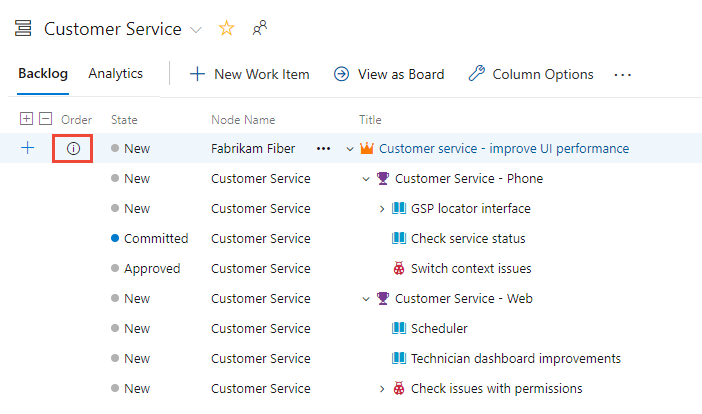 Customer Service
Backlog Analytics New Work Item View as Board Column Options ...
Order State Node Name Title
New Fabrikam Fiber ... Customer service - improve UI performance
New Customer Service Customer Service - Phone
New Customer Service GSP locator interface
Committed Customer Service Check service status
Approved Customer Service Switch context issues
New Customer Service Customer Service - Web
New Customer Service Scheduler
New Customer Service Technician dashboard improvements
New Customer Service Check issues with permissions